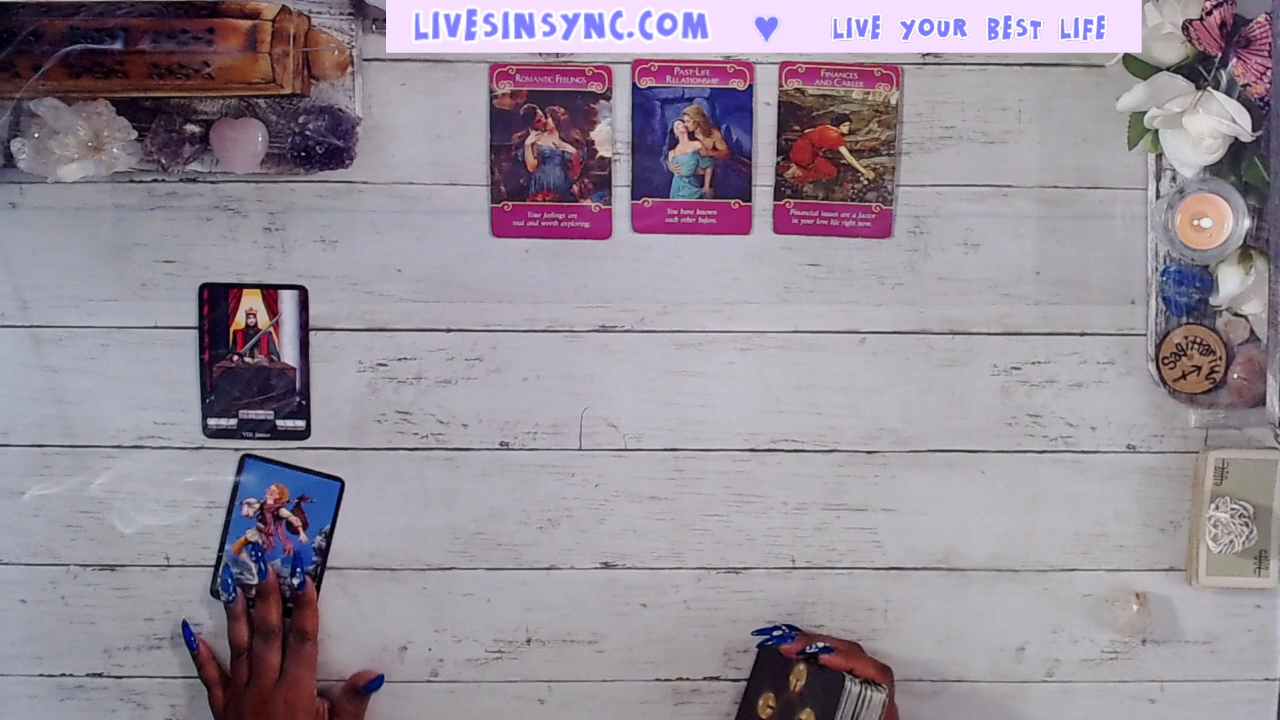 LIVESINSYNC.COM ♥ LIVE YOUR BEST LIFE
ROMANTIC FEELINGS
Your feelings are
real and worth exploring.
PAST-LIFE
RELATIONSHIP
You have known
each other before.
FINANCES
AND CAREER
Financial issues are a factor
in your love life right now.
Sagittarius
VIII Justice